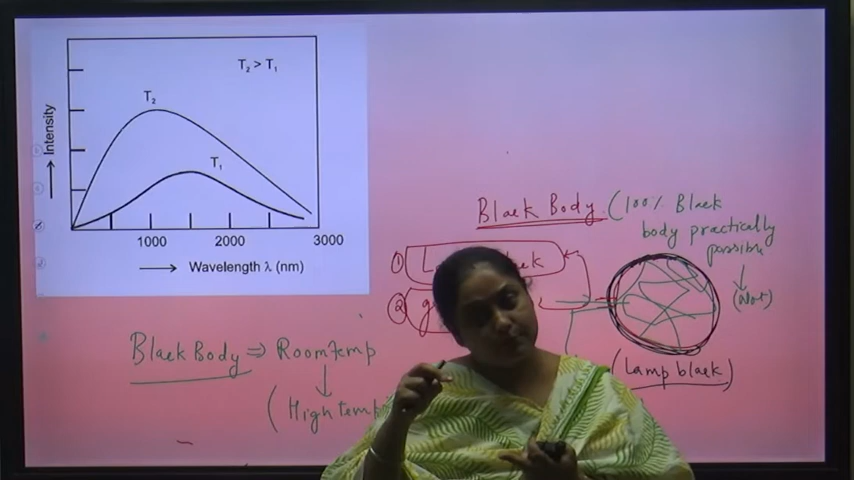 T₂ > T₁
T₂
T₁
Intensity
1000 2000 3000
Wavelength λ (nm)
Black Body (100% Black
body practically
possible
(Not)
①
②
(Lamp black)
Black Body ⇒ Room temp
(High temp